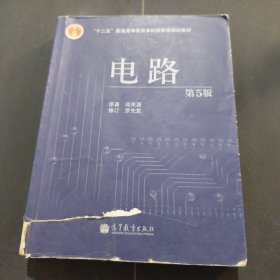 "十二五"普通高等教育本科国家级规划教材
电路
第5版
原著 邱关源
修订 罗先觉
高等教育出版社